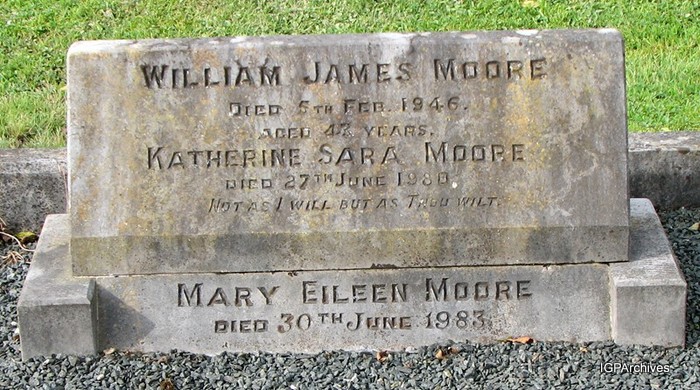 WILLIAM JAMES MOORE
DIED 5TH FEB. 1946.
AGED 47 YEARS.
KATHERINE SARA MOORE
DIED 27TH JUNE 1980.
NOT AS I WILL BUT AS THOU WILT.
MARY EILEEN MOORE
DIED 30TH JUNE 1983.
IGPArchives